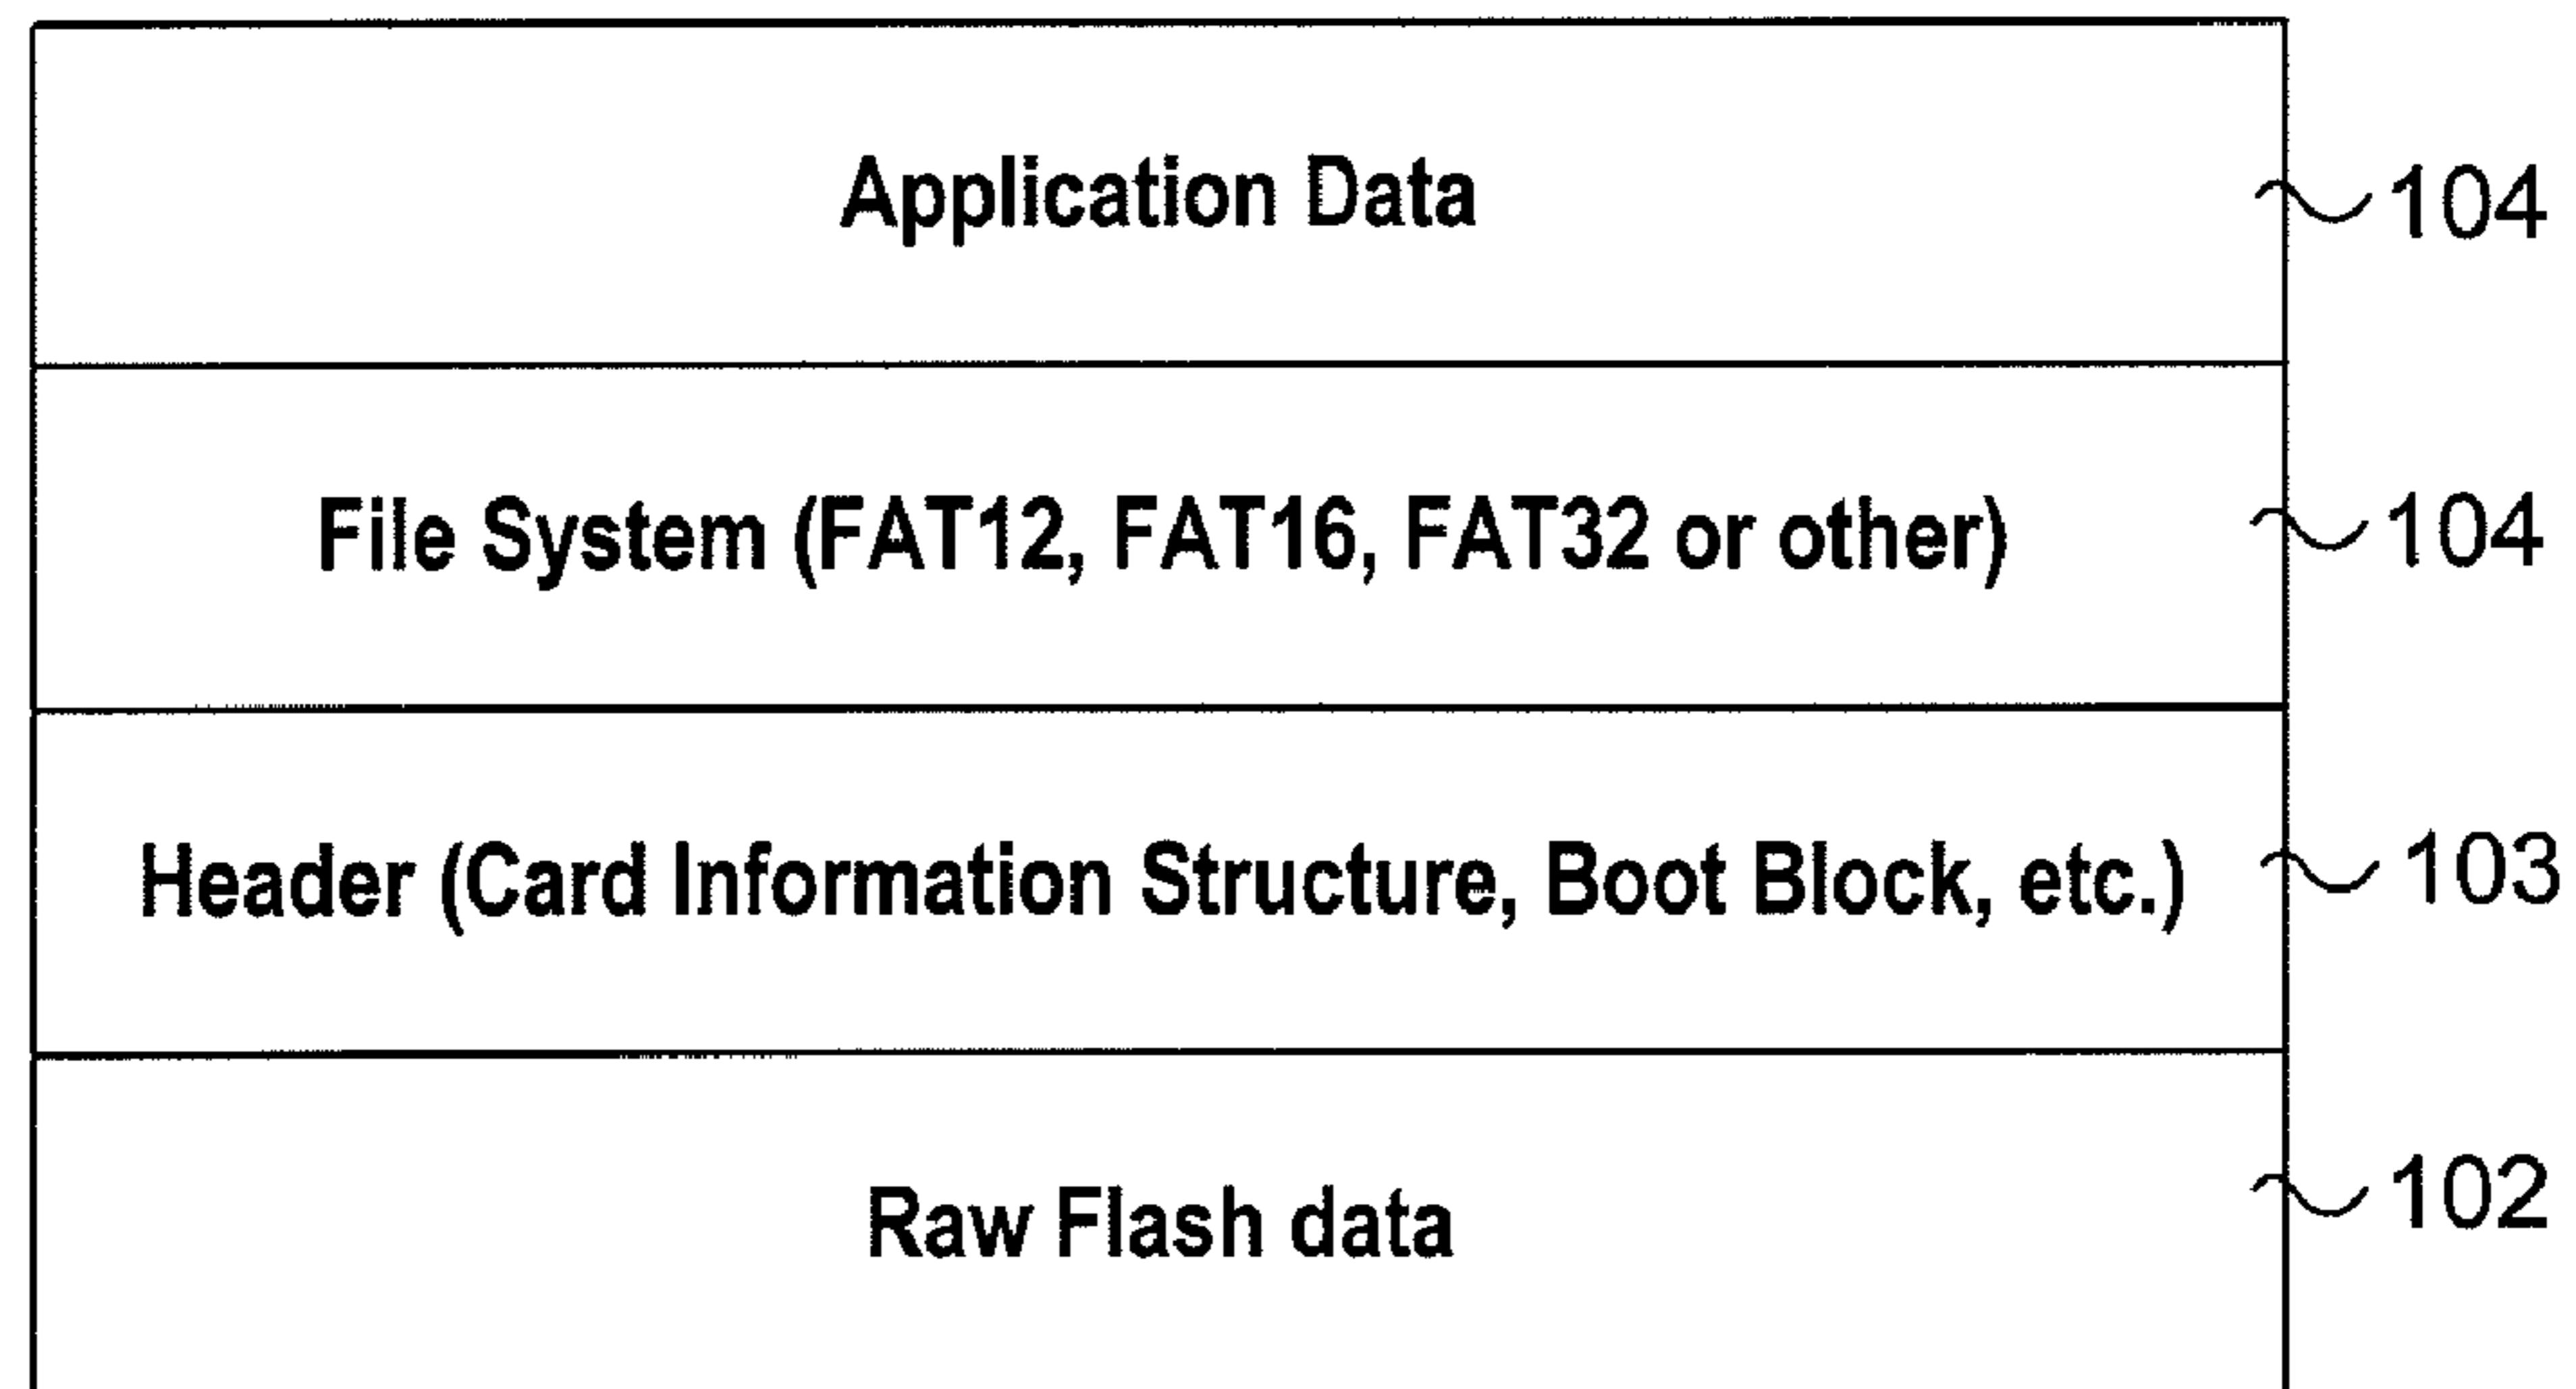 Application Data 104
File System (FAT12, FAT16, FAT32 or other) 104
Header (Card Information Structure, Boot Block, etc.) 103
Raw Flash data 102